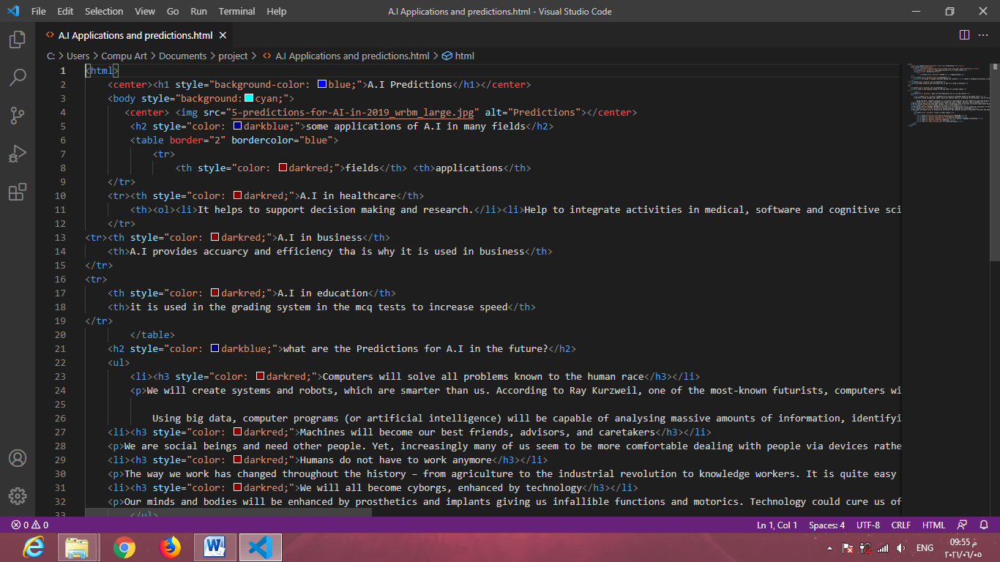 File Edit Selection View Go Run Terminal Help
A.I Applications and predictions.html - Visual Studio Code
A.I Applications and predictions.html
C: > Users > Compu Art > Documents > project > A.I Applications and predictions.html > html
1 <html>
2 <center><h1 style="background-color: blue;">A.I Predictions</h1></center>
3 <body style="background:cyan;">
4 <center> <img src="5-predictions-for-AI-in-2019_wrbm_large.jpg" alt="Predictions"></center>
5 <h2 style="color: darkblue;">some applications of A.I in many fields</h2>
6 <table border="2" bordercolor="blue">
7 <tr>
8 <th style="color: darkred;">fields</th> <th>applications</th>
9 </tr>
10 <tr><th style="color: darkred;">A.I in healthcare</th>
11 <th><ol><li>It helps to support decision making and research.</li><li>Help to integrate activities in medical, software and cognitive sci
12 </tr>
13 <tr><th style="color: darkred;">A.I in business</th>
14 <th>A.I provides accuarcy and efficiency tha is why it is used in business</th>
15 </tr>
16 <tr>
17 <th style="color: darkred;">A.I in education</th>
18 <th>it is used in the grading system in the mcq tests to increase speed</th>
19 </tr>
20 </table>
21 <h2 style="color: darkblue;">what are the Predictions for A.I in the future?</h2>
22 <ul>
23 <li><h3 style="color: darkred;">Computers will solve all problems known to the human race</h3></li>
24 <p>We will create systems and robots, which are smarter than us. According to Ray Kurzweil, one of the most-known futurists, computers wi
25
26 Using big data, computer programs (or artificial intelligence) will be capable of analysing massive amounts of information, identifyi
27 <li><h3 style="color: darkred;">Machines will become our best friends, advisors, and caretakers</h3></li>
28 <p>We are social beings and need other people. Yet, increasingly many of us seem to be more comfortable dealing with people via devices rathe
29 <li><h3 style="color: darkred;">Humans do not have to work anymore</h3></li>
30 <p>The way we work has changed throughout the history – from agriculture to the industrial revolution to knowledge workers. It is quite easy
31 <li><h3 style="color: darkred;">We will all become cyborgs, enhanced by technology</h3></li>
32 <p>Our minds and bodies will be enhanced by prosthetics and implants giving us infallible functions and motorics. Technology could cure us of
33 </ul>
0 0 Ln 1, Col 1 Spaces: 4 UTF-8 CRLF HTML
ENG
09:55 م
٢٠٢١/٠٦/٠٥